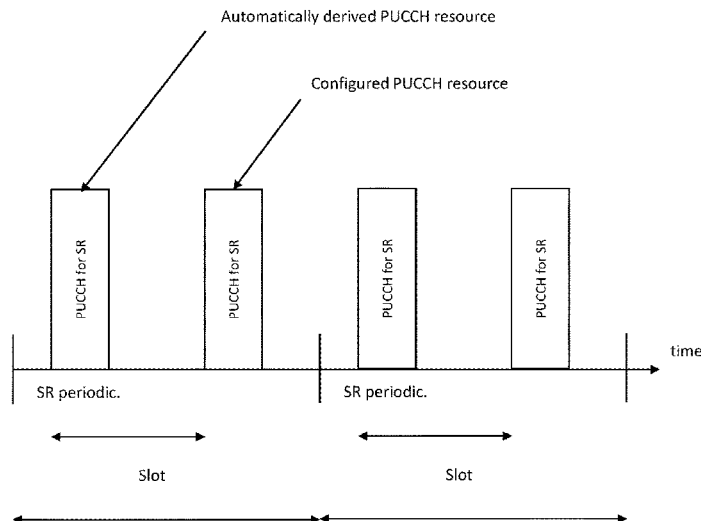 Automatically derived PUCCH resource
Configured PUCCH resource
PUCCH for SR
PUCCH for SR
PUCCH for SR
PUCCH for SR
time
SR periodic.
SR periodic.
Slot
Slot